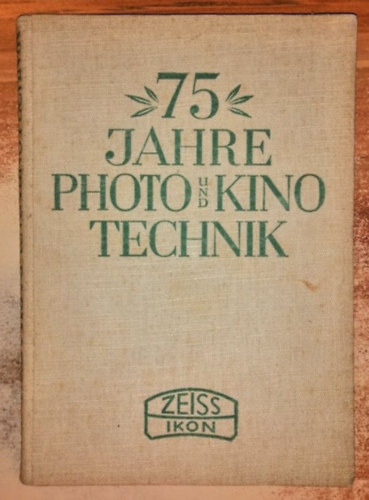 75
JAHRE
PHOTO UND KINO
TECHNIK
ZEISS
IKON